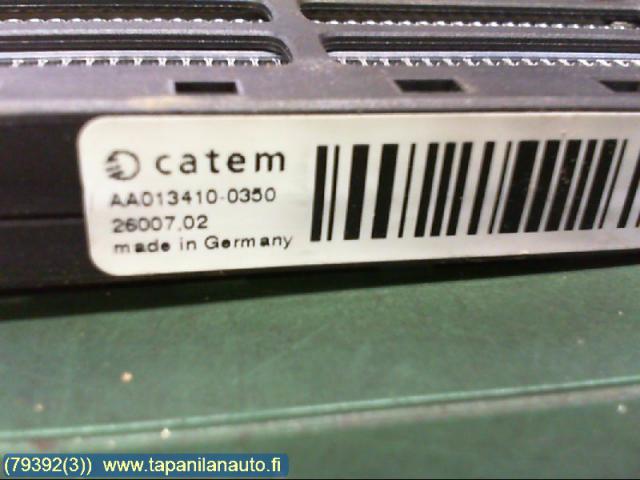 catem
AA013410-0350
26007.02
made in Germany
(79392(3)) www.tapanilanauto.fi